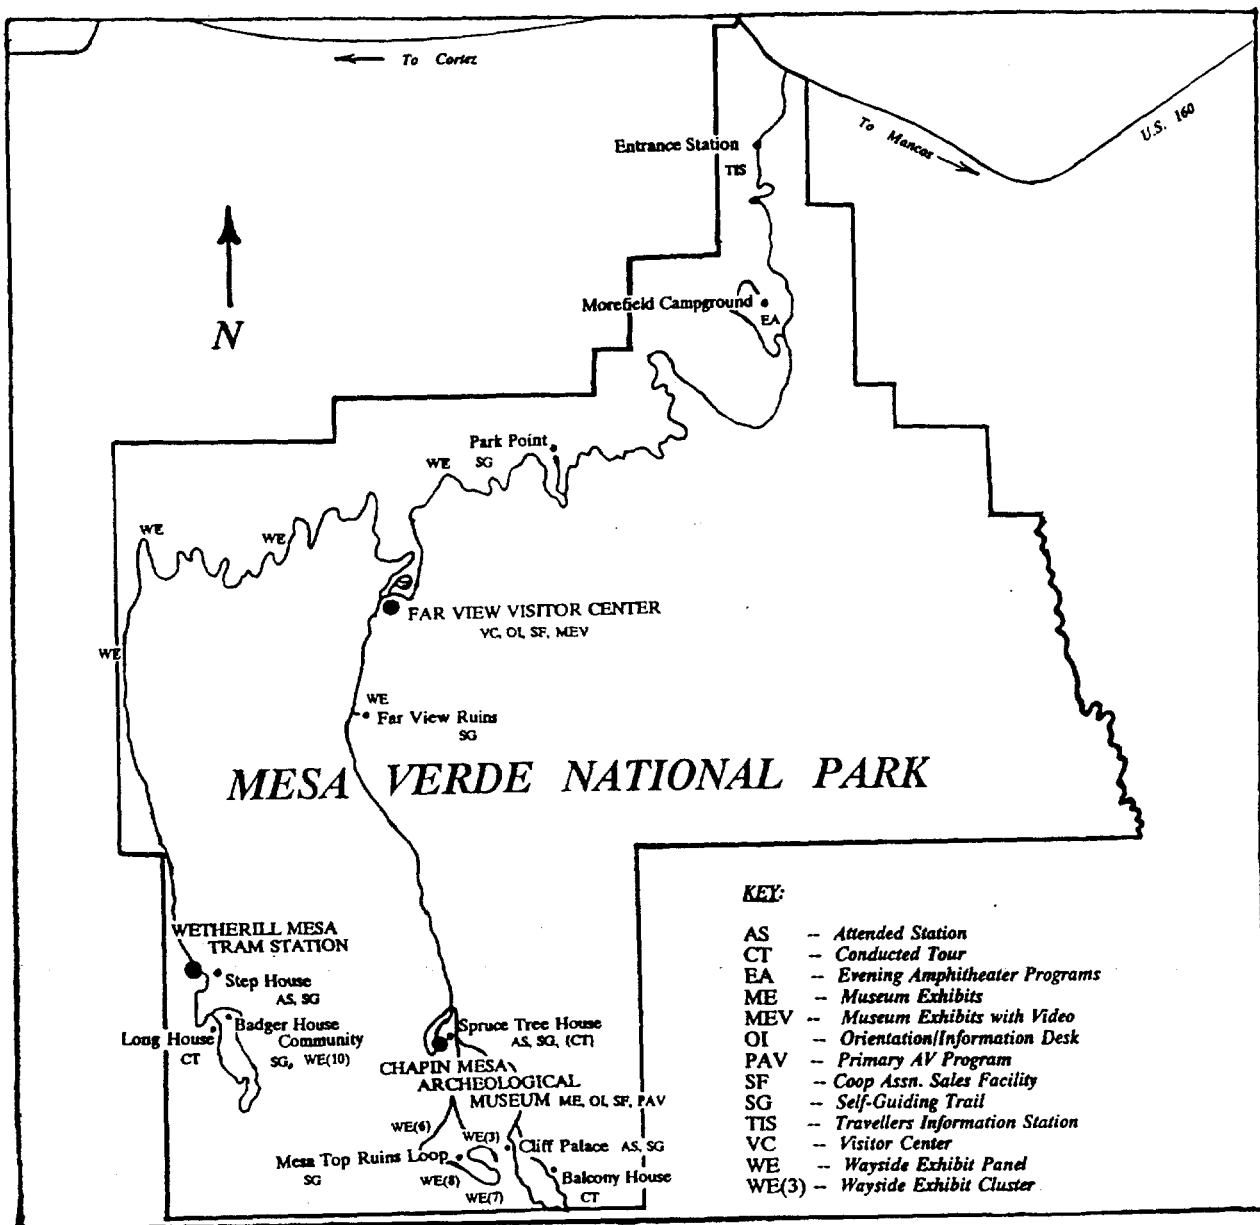 To Cortez
To Mancos
U.S. 160
Entrance Station
TIS
N
Morefield Campground
EA
Park Point
SG
WE
WE
WE
WE
FAR VIEW VISITOR CENTER
VC, OI, SF, MEV
WE
Far View Ruins
SG
MESA VERDE NATIONAL PARK
WETHERILL MESA
TRAM STATION
Step House
AS, SG
Badger House
Community
SG, WE(10)
Long House
CT
Spruce Tree House
AS, SG, (CT)
CHAPIN MESA
ARCHEOLOGICAL
MUSEUM ME, OI, SF, PAV
WE(6)
WE(3)
Cliff Palace AS, SG
Mesa Top Ruins Loop
SG
WE(8)
WE(7)
Balcony House
CT
KEY:
AS -- Attended Station
CT -- Conducted Tour
EA -- Evening Amphitheater Programs
ME -- Museum Exhibits
MEV -- Museum Exhibits with Video
OI -- Orientation/Information Desk
PAV -- Primary AV Program
SF -- Coop Assn. Sales Facility
SG -- Self-Guiding Trail
TIS -- Travellers Information Station
VC -- Visitor Center
WE -- Wayside Exhibit Panel
WE(3) -- Wayside Exhibit Cluster